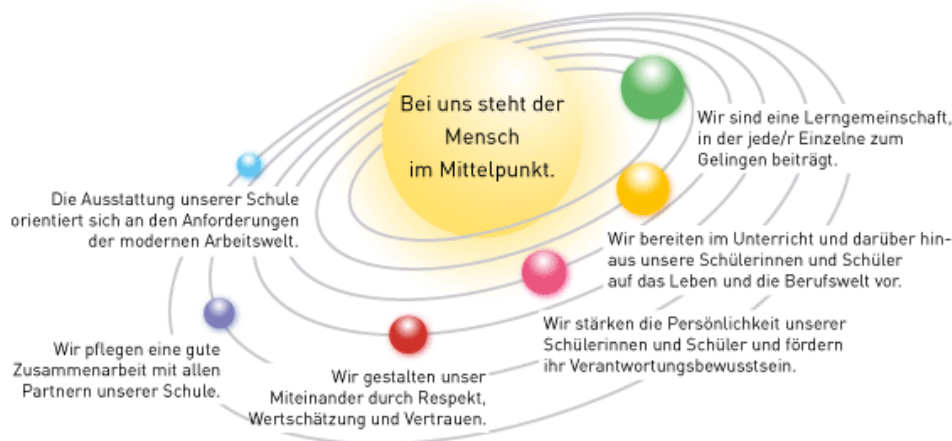 Bei uns steht der
Mensch
im Mittelpunkt.
Wir sind eine Lerngemeinschaft,
in der jede/r Einzelne zum
Gelingen beiträgt.
Wir bereiten im Unterricht und darüber hin-
aus unsere Schülerinnen und Schüler
auf das Leben und die Berufswelt vor.
Wir stärken die Persönlichkeit unserer
Schülerinnen und Schüler und fördern
ihr Verantwortungsbewusstsein.
Wir gestalten unser
Miteinander durch Respekt,
Wertschätzung und Vertrauen.
Wir pflegen eine gute
Zusammenarbeit mit allen
Partnern unserer Schule.
Die Ausstattung unserer Schule
orientiert sich an den Anforderungen
der modernen Arbeitswelt.